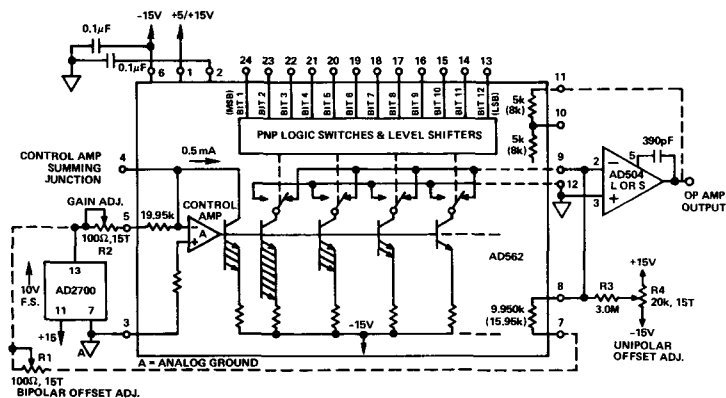 -15V +5/+15V
0.1μF
0.1μF
6 1 2
24 23 22 21 20 19 18 17 16 15 14 13
(MSB) BIT 1 BIT 2 BIT 3 BIT 4 BIT 5 BIT 6 BIT 7 BIT 8 BIT 9 BIT 10 BIT 11 BIT 12 (LSB)
PNP LOGIC SWITCHES & LEVEL SHIFTERS
11
5k
(8k)
10
5k
(8k)
390pF
9
2
5
AD504
L OR S
12
3
OP AMP
OUTPUT
CONTROL AMP
SUMMING
JUNCTION
4
0.5 mA
GAIN ADJ.
5
19.95k
CONTROL
AMP
A
100Ω, 15T
R2
AD562
13
10V
F.S.
AD2700
11 7
+15
A
3
-15V
9.950k
(15.95k)
8
7
R3
3.0M
+15V
R4
20k, 15T
-15V
UNIPOLAR
OFFSET ADJ.
A = ANALOG GROUND
R1
100Ω, 15T
BIPOLAR OFFSET ADJ.